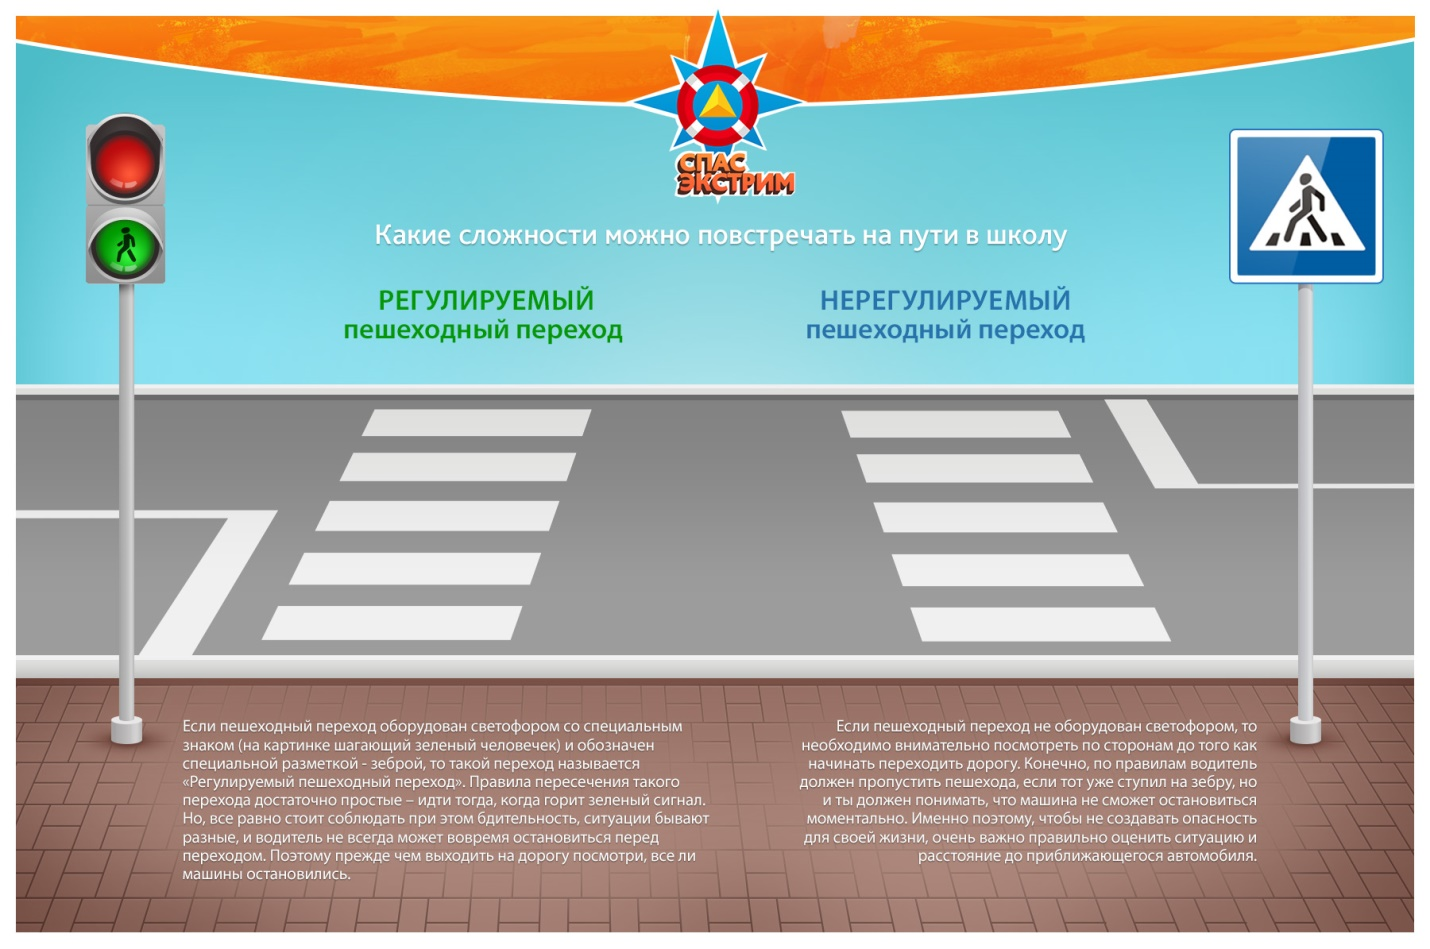 СПАС
ЭКСТРИМ
Какие сложности можно повстречать на пути в школу
РЕГУЛИРУЕМЫЙ
пешеходный переход
НЕРЕГУЛИРУЕМЫЙ
пешеходный переход
Если пешеходный переход оборудован светофором со специальным
знаком (на картинке шагающий зеленый человечек) и обозначен
специальной разметкой - зеброй, то такой переход называется
«Регулируемый пешеходный переход». Правила пересечения такого
перехода достаточно простые – идти тогда, когда горит зеленый сигнал.
Но, все равно стоит соблюдать при этом бдительность, ситуации бывают
разные, и водитель не всегда может вовремя остановиться перед
переходом. Поэтому прежде чем выходить на дорогу посмотри, все ли
машины остановились.
Если пешеходный переход не оборудован светофором, то
необходимо внимательно посмотреть по сторонам до того как
начинать переходить дорогу. Конечно, по правилам водитель
должен пропустить пешехода, если тот уже ступил на зебру, но
и ты должен понимать, что машина не сможет остановиться
моментально. Именно поэтому, чтобы не создавать опасность
для своей жизни, очень важно правильно оценить ситуацию и
расстояние до приближающегося автомобиля.